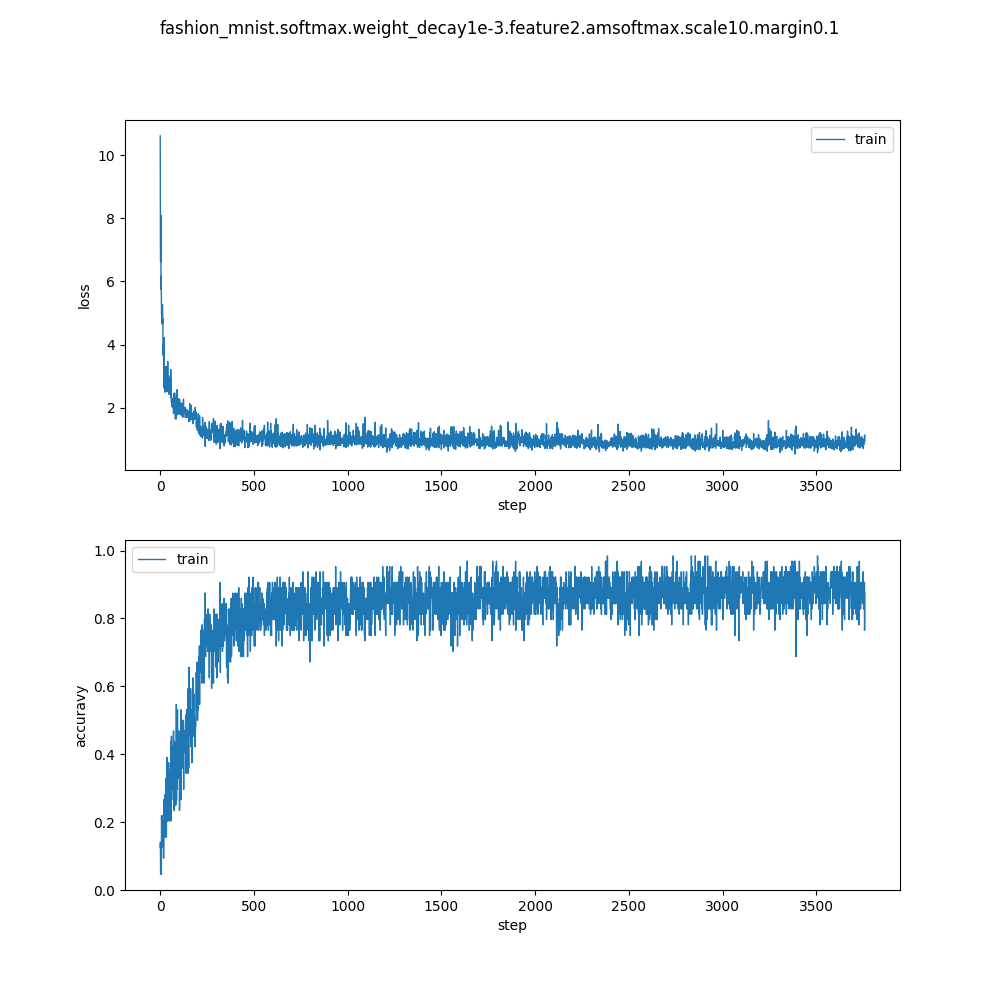 fashion_mnist.softmax.weight_decay1e-3.feature2.amsoftmax.scale10.margin0.1
train
10
8
6
4
2
loss
0 500 1000 1500 2000 2500 3000 3500
step
train
1.0
0.8
0.6
0.4
0.2
0.0
accuravy
0 500 1000 1500 2000 2500 3000 3500
step